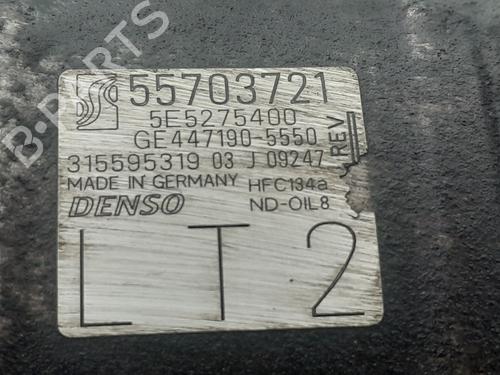 B-PARTS
55703721
5E5275400
GE447190-5550
REV
315595319 03 J 09247
MADE IN GERMANY HFC134a
DENSO ND-OIL8
LT2